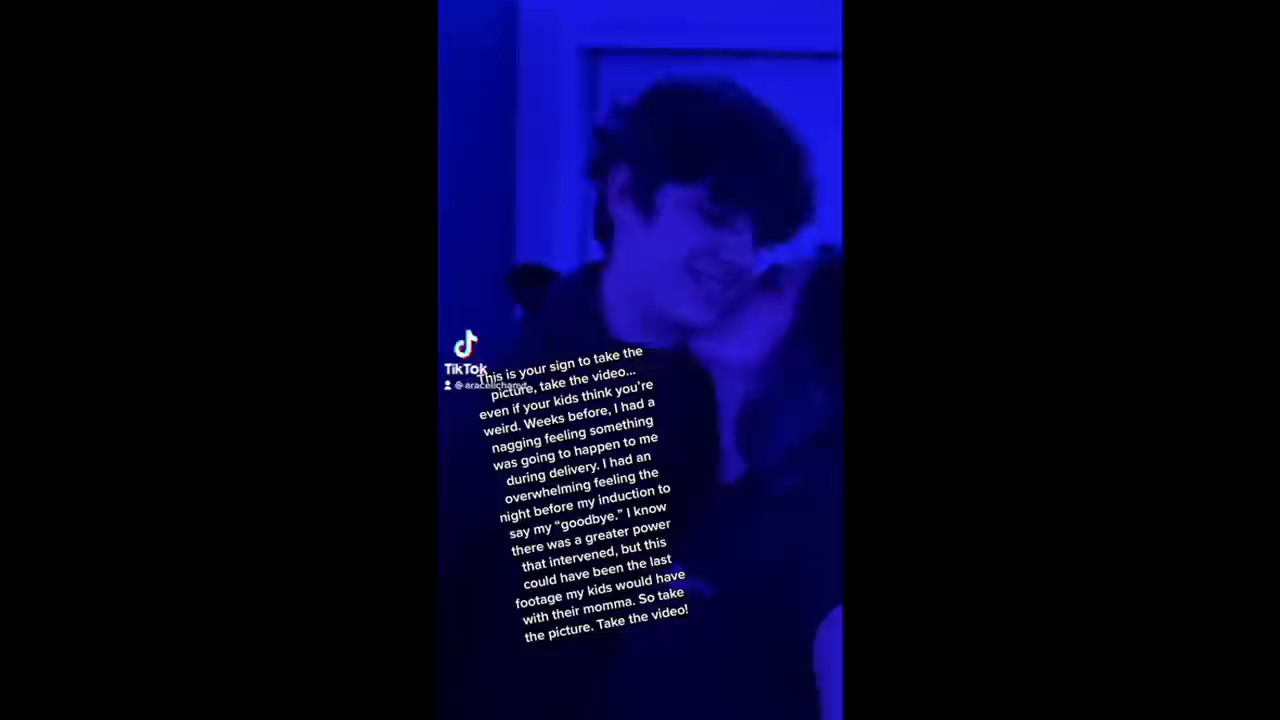 TikTok
This is your sign to take the
picture, take the video...
even if your kids think you're
weird. Weeks before, I had a
nagging feeling something
was going to happen to me
during delivery. I had an
overwhelming feeling the
night before my induction to
say my “goodbye.” I know
there was a greater power
that intervened, but this
could have been the last
footage my kids would have
with their momma. So take
the picture. Take the video!